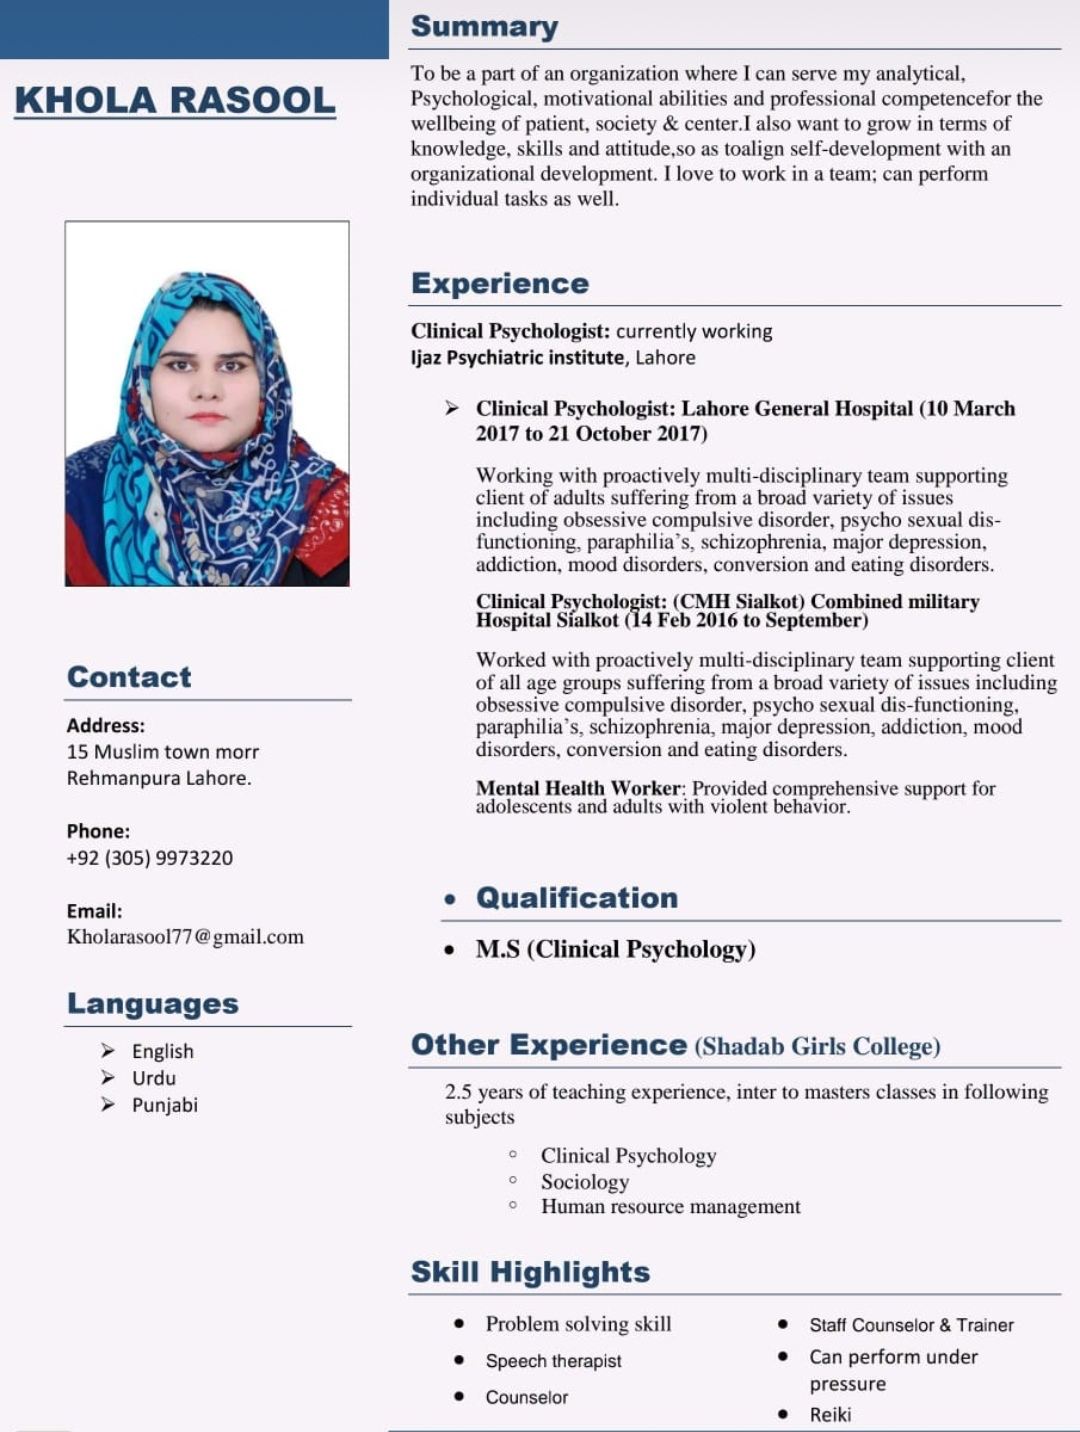 KHOLA RASOOL
Contact
Address:
15 Muslim town morr
Rehmanpura Lahore.
Phone:
+92 (305) 9973220
Email:
Kholarasool77@gmail.com
Languages
English
Urdu
Punjabi
Summary
To be a part of an organization where I can serve my analytical,
Psychological, motivational abilities and professional competencefor the
wellbeing of patient, society & center.I also want to grow in terms of
knowledge, skills and attitude,so as toalign self-development with an
organizational development. I love to work in a team; can perform
individual tasks as well.
Experience
Clinical Psychologist: currently working
Ijaz Psychiatric institute, Lahore
➢ Clinical Psychologist: Lahore General Hospital (10 March
2017 to 21 October 2017)
Working with proactively multi-disciplinary team supporting
client of adults suffering from a broad variety of issues
including obsessive compulsive disorder, psycho sexual dis-
functioning, paraphilia’s, schizophrenia, major depression,
addiction, mood disorders, conversion and eating disorders.
Clinical Psychologist: (CMH Sialkot) Combined military
Hospital Sialkot (14 Feb 2016 to September)
Worked with proactively multi-disciplinary team supporting client
of all age groups suffering from a broad variety of issues including
obsessive compulsive disorder, psycho sexual dis-functioning,
paraphilia’s, schizophrenia, major depression, addiction, mood
disorders, conversion and eating disorders.
Mental Health Worker: Provided comprehensive support for
adolescents and adults with violent behavior.
• Qualification
• M.S (Clinical Psychology)
Other Experience (Shadab Girls College)
2.5 years of teaching experience, inter to masters classes in following
subjects
Clinical Psychology
Sociology
Human resource management
Skill Highlights
• Problem solving skill
• Speech therapist
• Counselor
• Staff Counselor & Trainer
• Can perform under
pressure
• Reiki